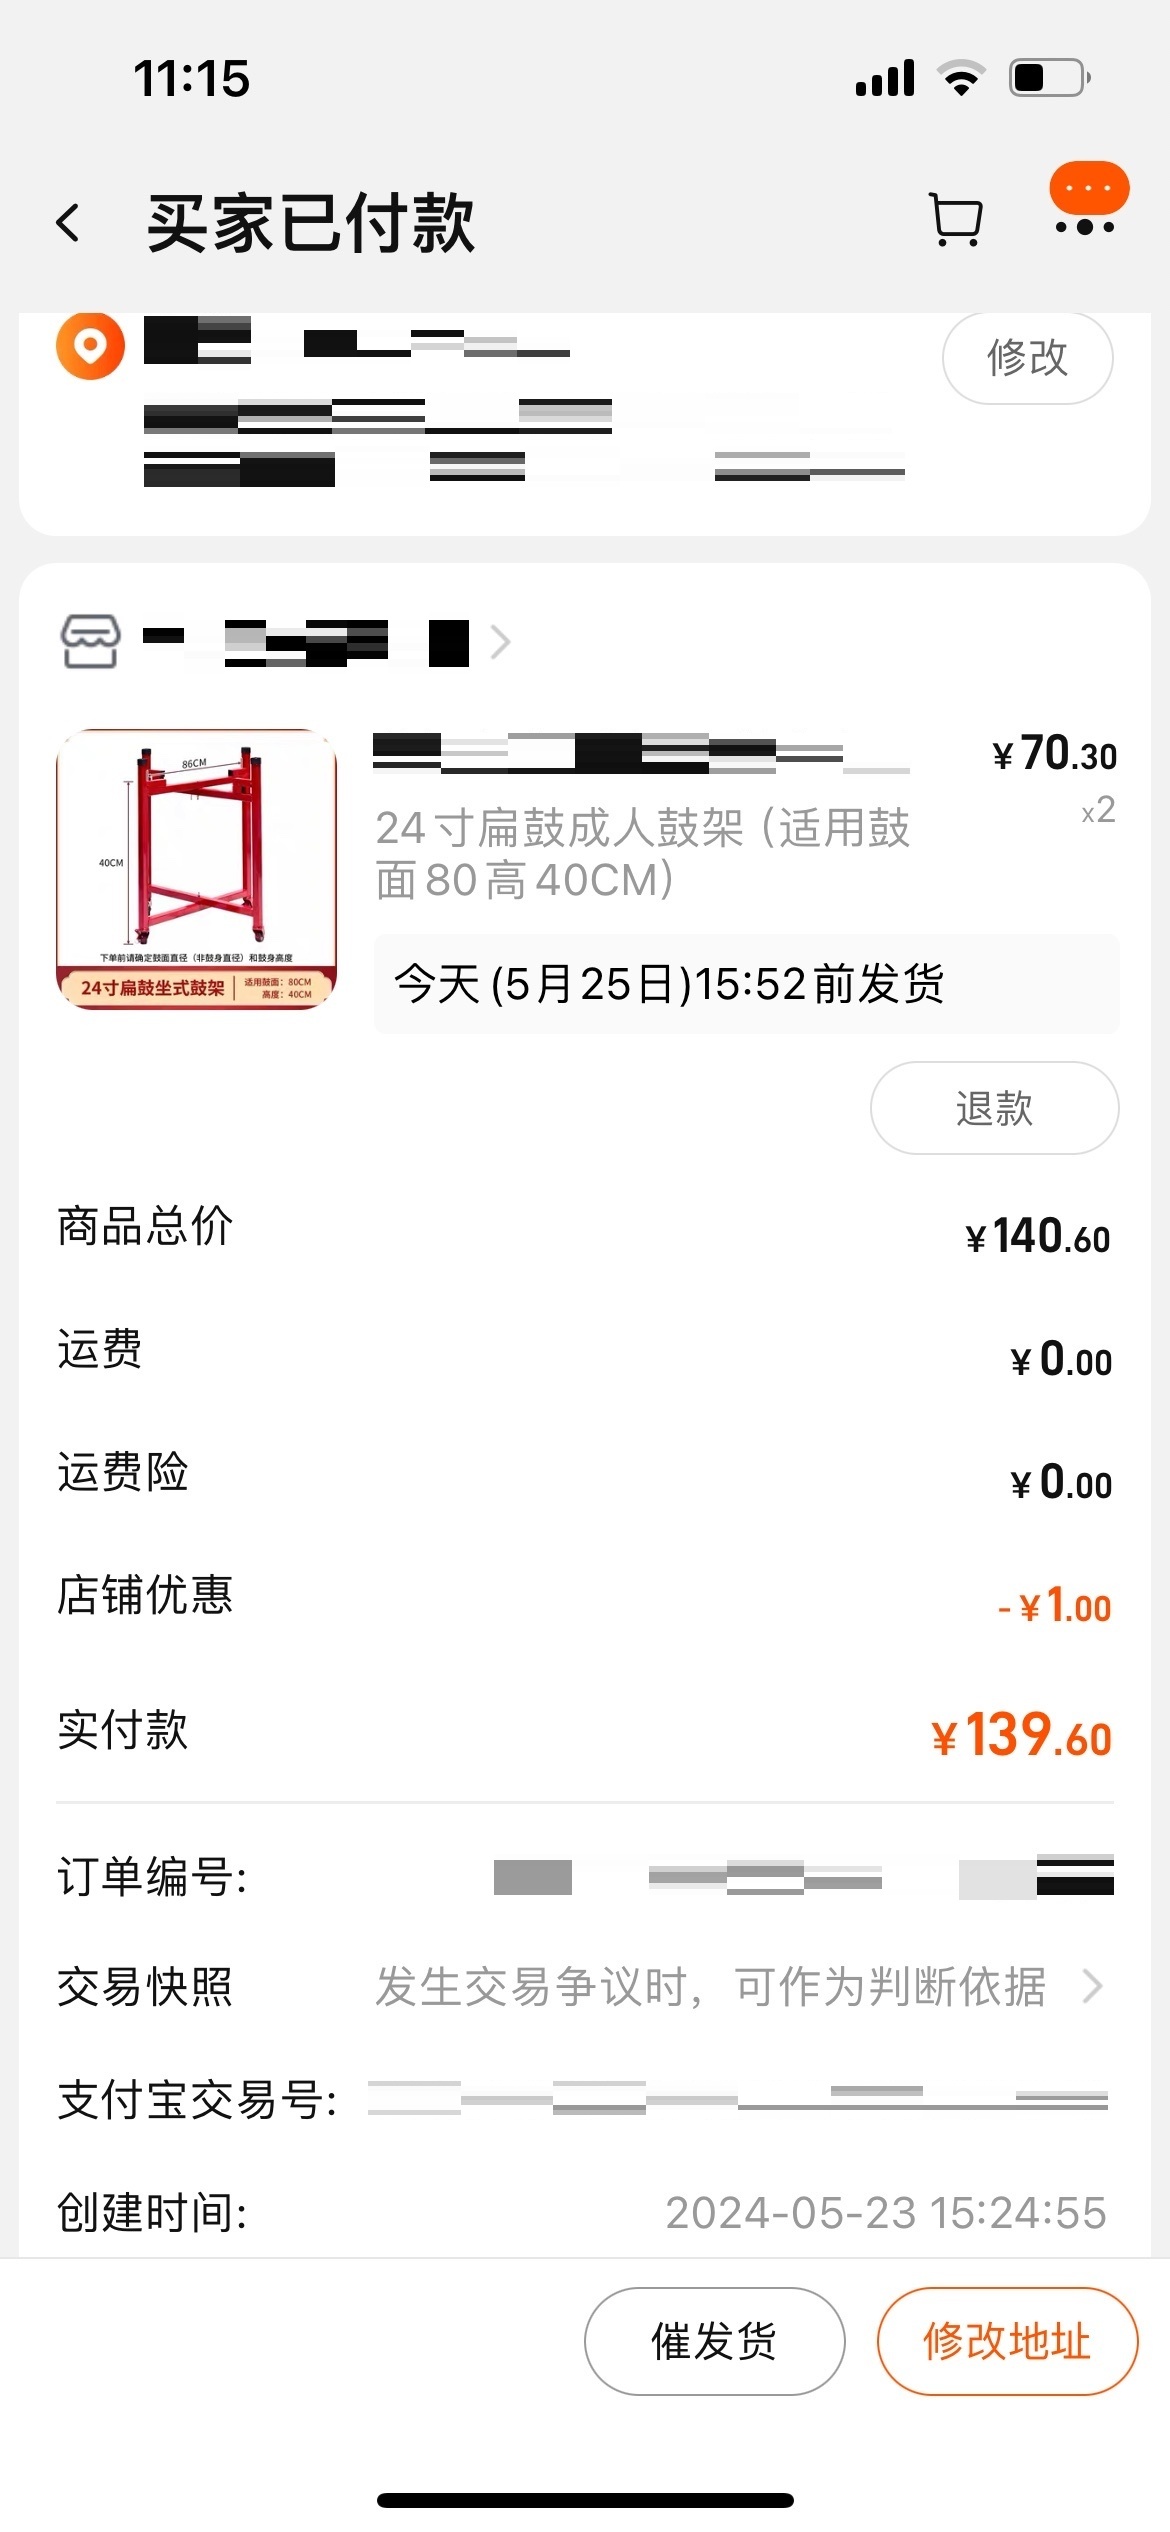 11:15
买家已付款
修改
¥70.30
x2
24寸扁鼓成人鼓架（适用鼓
面80高40CM）
86CM
40CM
下单前请确定鼓面直径（非鼓身直径）和鼓身高度
24寸扁鼓坐式鼓架
适用鼓面：80CM
高度：40CM
今天(5月25日)15:52前发货
退款
商品总价 ¥140.60
运费 ¥0.00
运费险 ¥0.00
店铺优惠 -¥1.00
实付款 ¥139.60
订单编号:
交易快照 发生交易争议时，可作为判断依据
支付宝交易号:
创建时间: 2024-05-23 15:24:55
催发货 修改地址